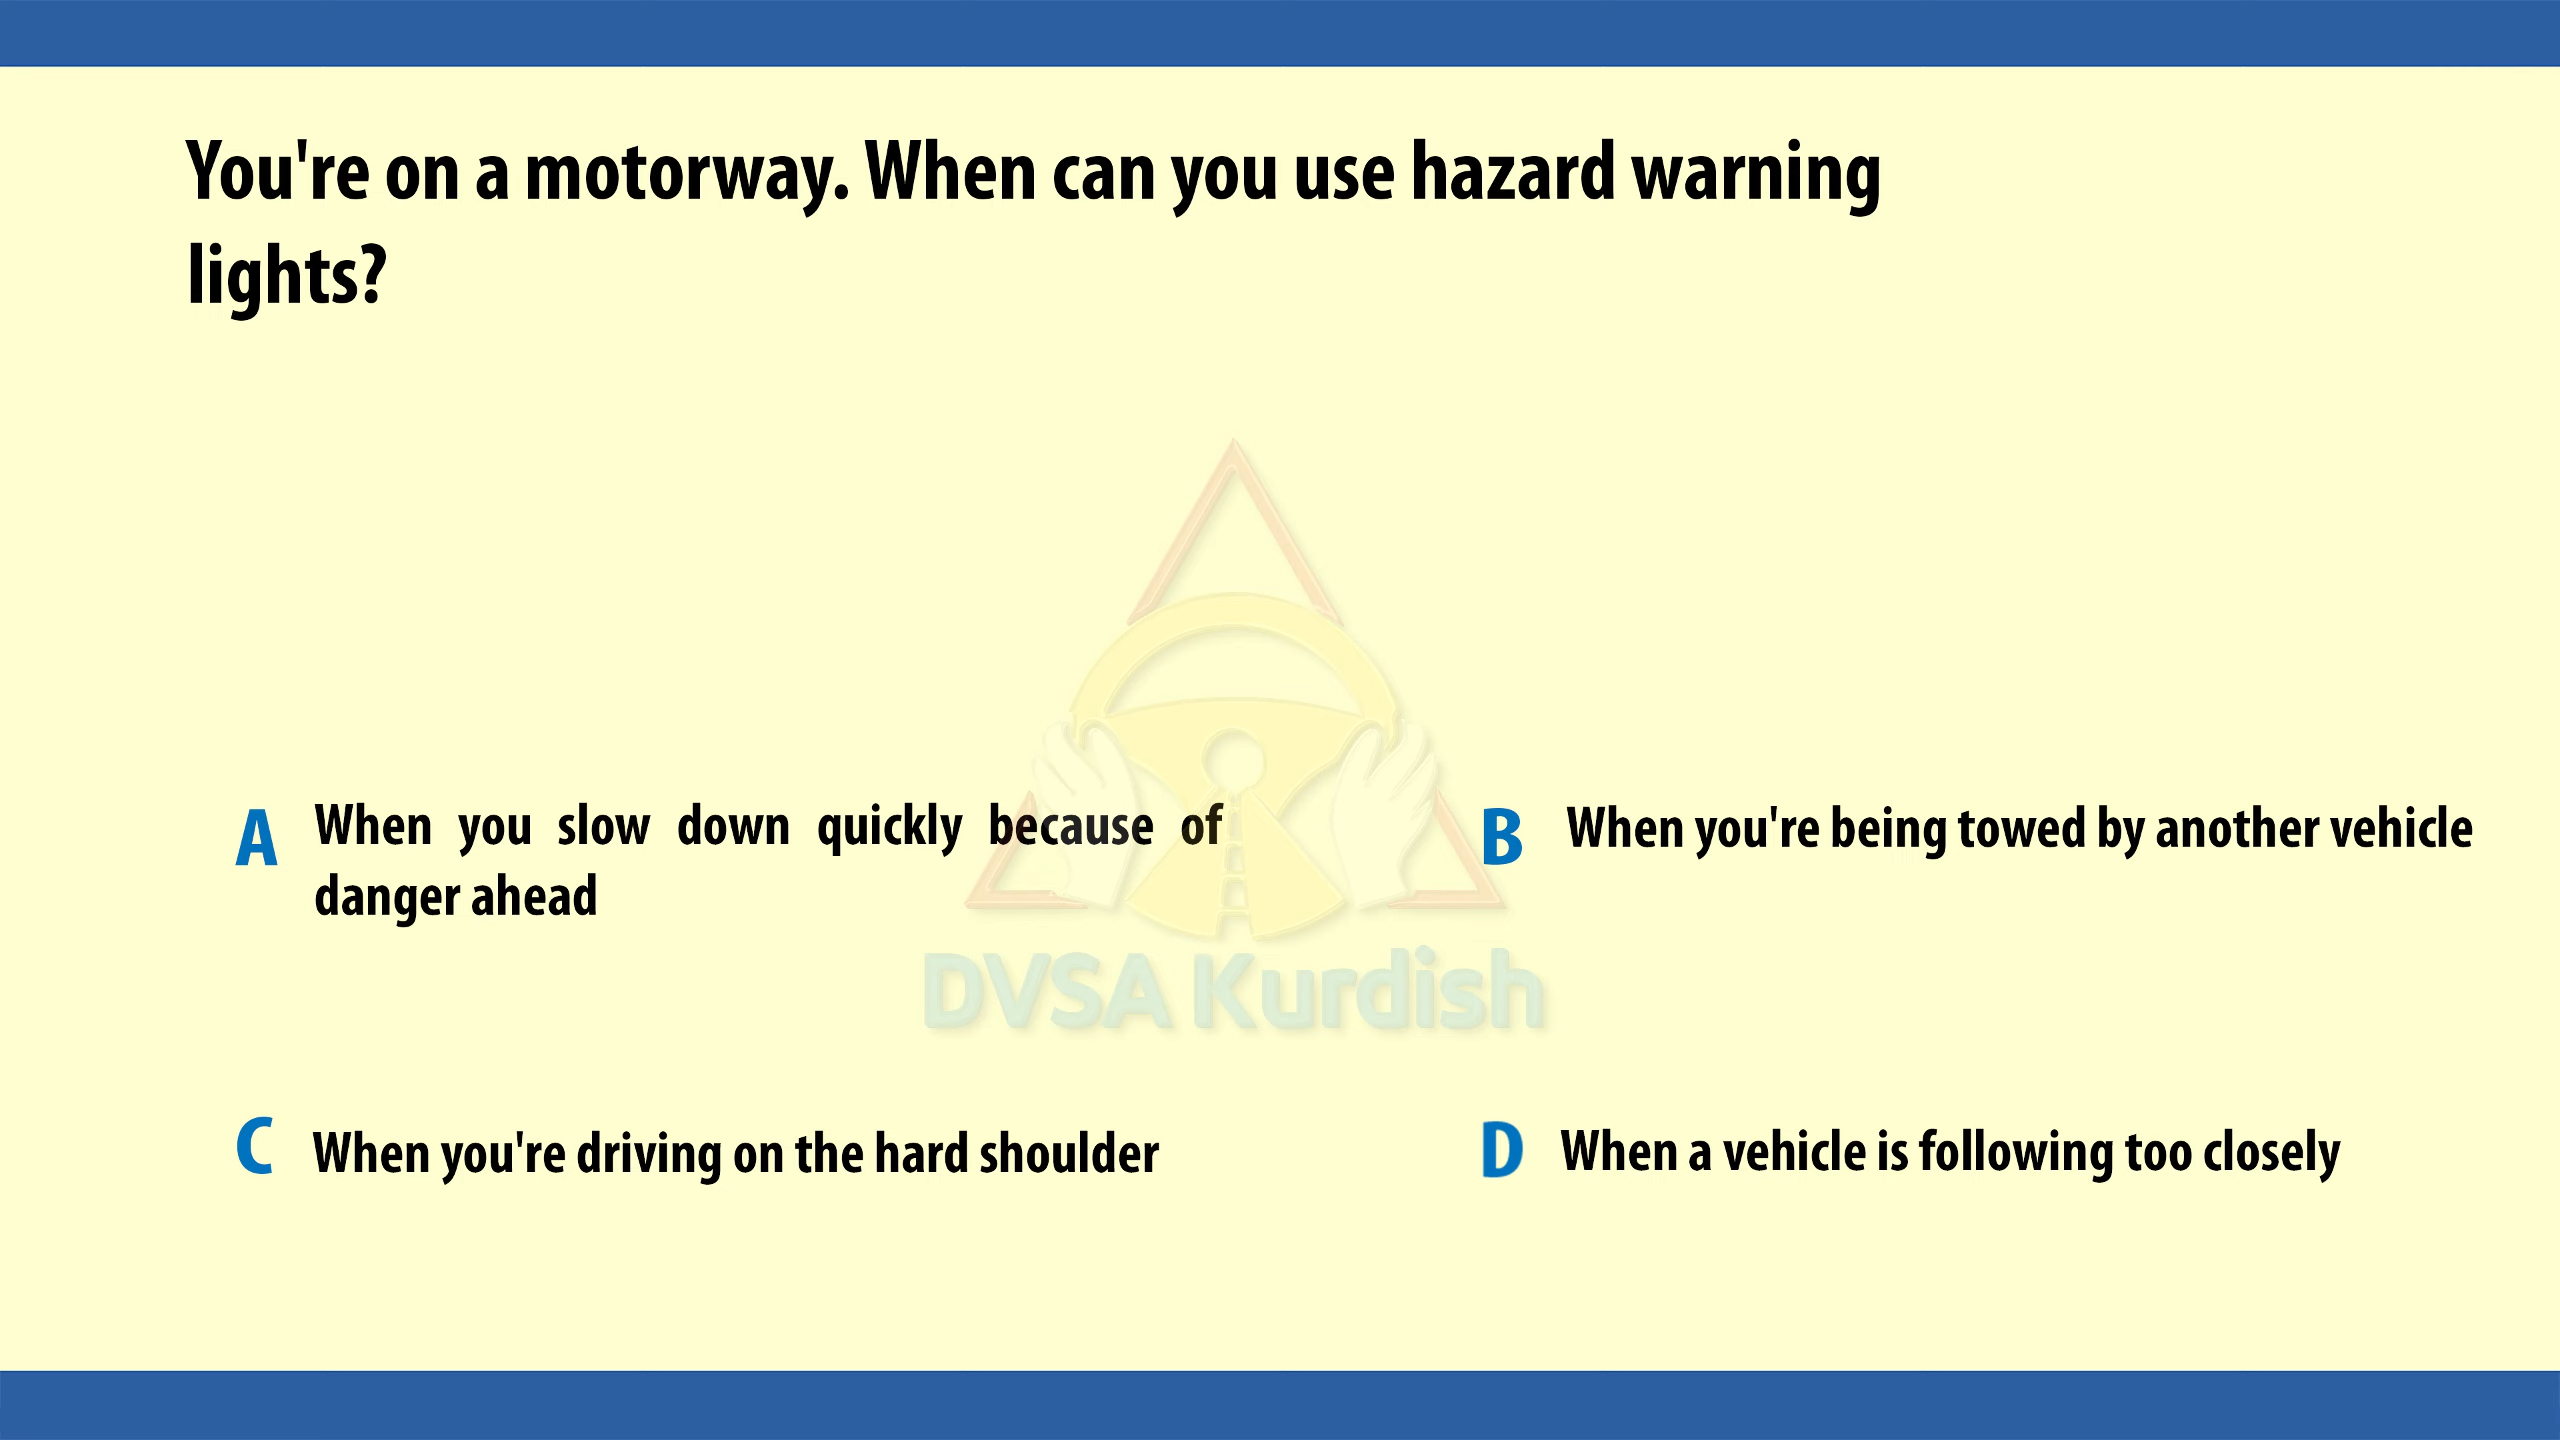 You're on a motorway. When can you use hazard warning
lights?
A When you slow down quickly because of
danger ahead
B When you're being towed by another vehicle
DVSA Kurdish
C When you're driving on the hard shoulder
D When a vehicle is following too closely